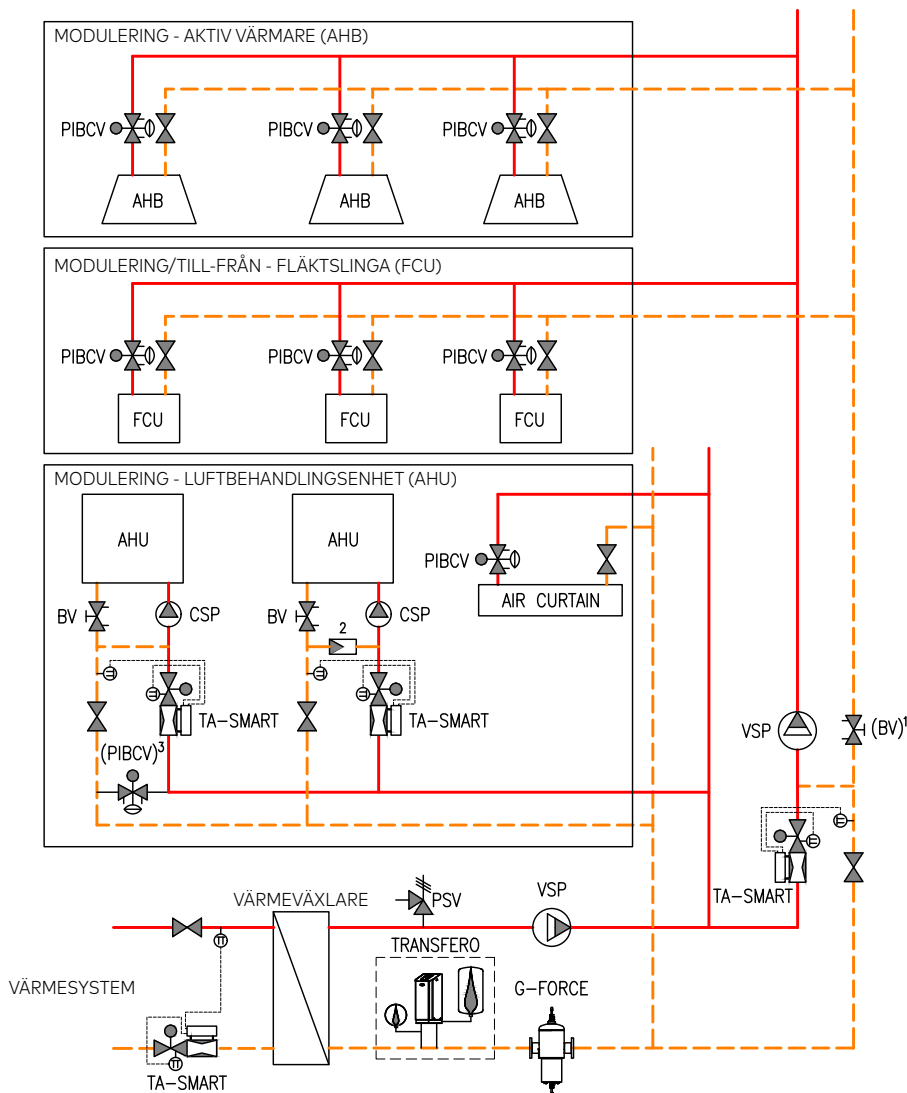 MODULERING - AKTIV VÄRMARE (AHB)
PIBCV PIBCV PIBCV
AHB AHB AHB
MODULERING/TILL-FRÅN - FLÄKTSLINGA (FCU)
PIBCV PIBCV PIBCV
FCU FCU FCU
MODULERING - LUFTBEHANDLINGSENHET (AHU)
AHU AHU
PIBCV
AIR CURTAIN
BV CSP BV CSP
2
TA-SMART TA-SMART
(PIBCV)³
VSP (BV)¹
TA-SMART
VÄRMEVÄXLARE PSV VSP
TRANSFERO
VÄRMESYSTEM
G-FORCE
TA-SMART